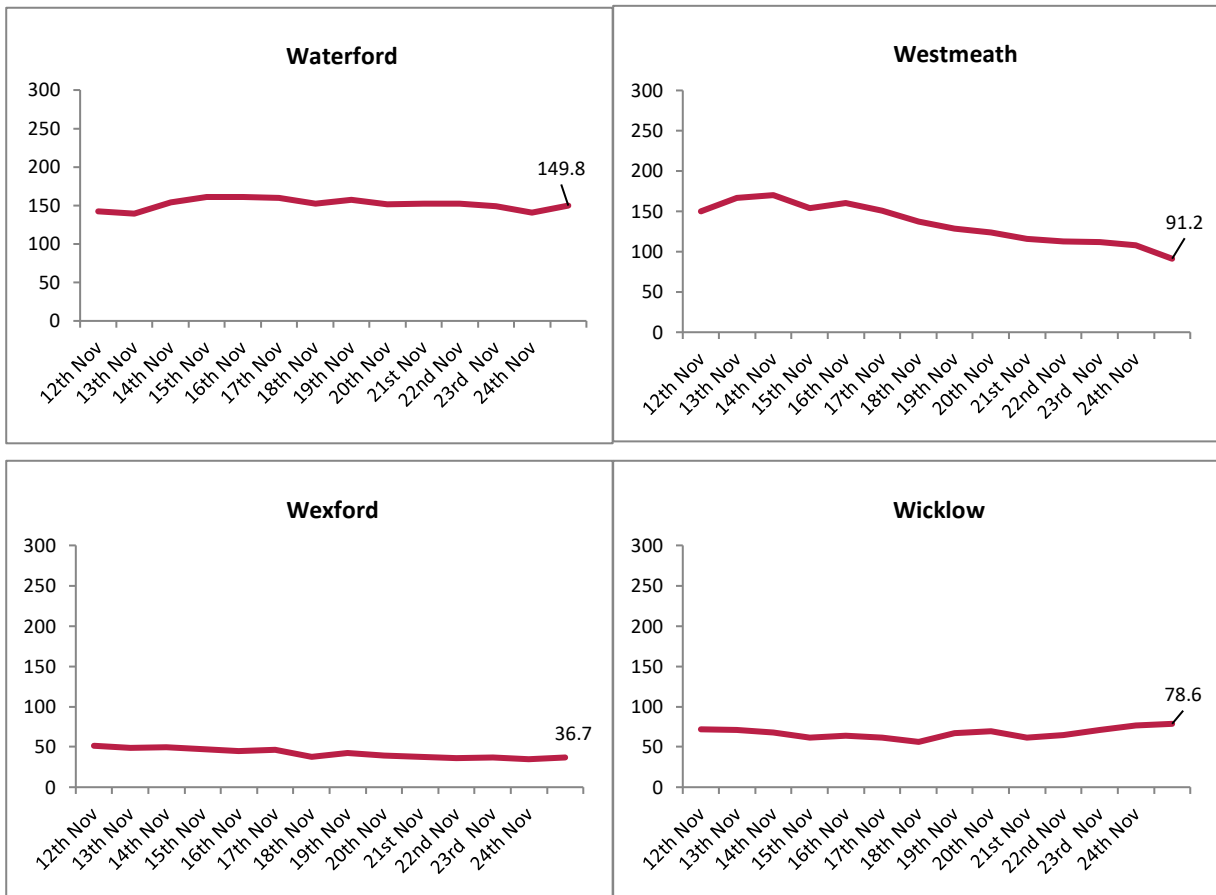 Waterford
300
250
200
150
100
50
0
149.8
12th Nov
13th Nov
14th Nov
15th Nov
16th Nov
17th Nov
18th Nov
19th Nov
20th Nov
21st Nov
22nd Nov
23rd  Nov
24th Nov
Westmeath
300
250
200
150
100
50
0
91.2
12th Nov
13th Nov
14th Nov
15th Nov
16th Nov
17th Nov
18th Nov
19th Nov
20th Nov
21st Nov
22nd Nov
23rd  Nov
24th Nov
Wexford
300
250
200
150
100
50
0
36.7
12th Nov
13th Nov
14th Nov
15th Nov
16th Nov
17th Nov
18th Nov
19th Nov
20th Nov
21st Nov
22nd Nov
23rd  Nov
24th Nov
Wicklow
300
250
200
150
100
50
0
78.6
12th Nov
13th Nov
14th Nov
15th Nov
16th Nov
17th Nov
18th Nov
19th Nov
20th Nov
21st Nov
22nd Nov
23rd  Nov
24th Nov